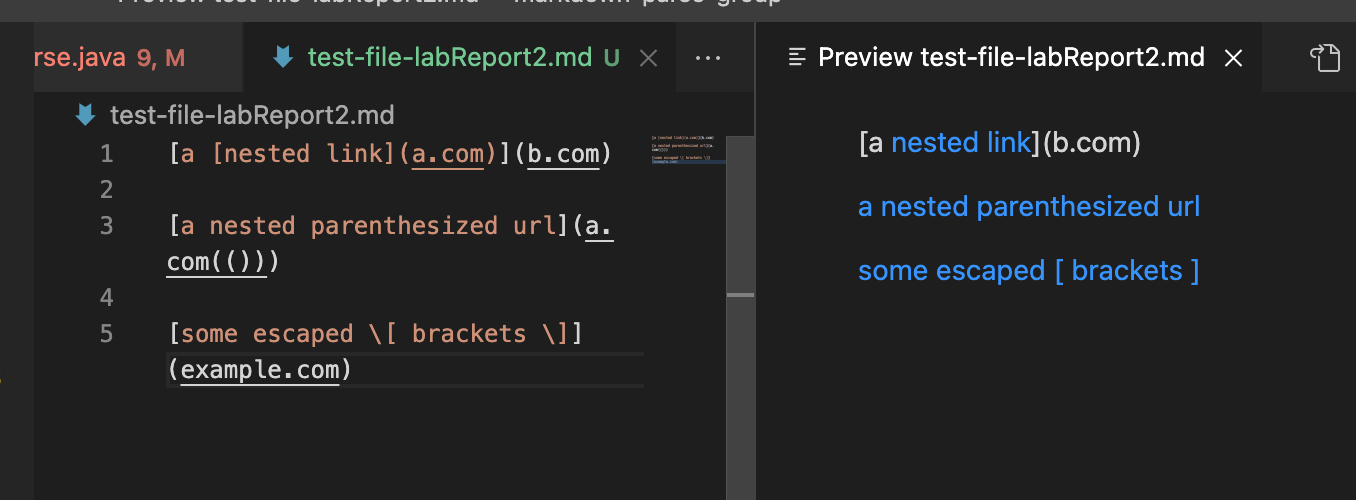 Preview test-file-labReport2.md — markdown-parse-group
rse.java 9, M
test-file-labReport2.md U
Preview test-file-labReport2.md
test-file-labReport2.md
1 [a [nested link](a.com)](b.com)
2
3 [a nested parenthesized url](a.
com(()))
4
5 [some escaped \[ brackets \]]
(example.com)
[a nested link](b.com)
a nested parenthesized url
some escaped [ brackets ]